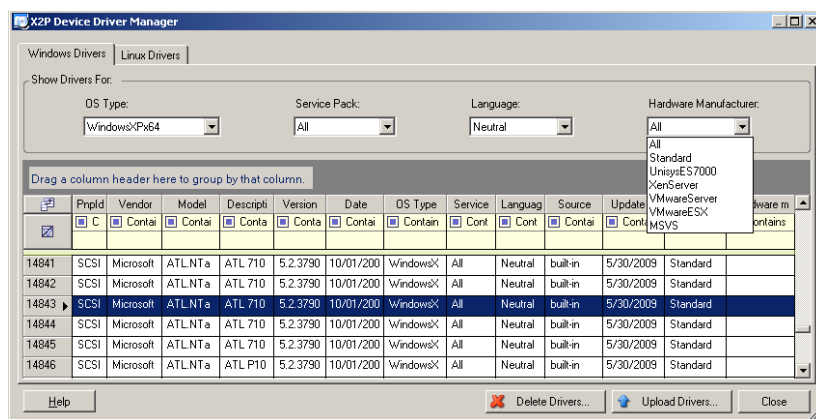 X2P Device Driver Manager
Windows Drivers Linux Drivers
Show Drivers For:
OS Type: Service Pack: Language: Hardware Manufacturer:
WindowsXPx64 All Neutral All
All
Standard
UnisysES7000
XenServer
VMwareServer
VMwareESX
MSVS
Drag a column header here to group by that column.
PnpId Vendor Model Descripti Version Date OS Type Service Languag Source Update dware m
C Contai Contai Conta Conta Contai Contain Cont Cont Contai Conta ontains
14841 SCSI Microsoft ATL.NTa ATL 710 5.2.3790 10/01/200 WindowsX All Neutral built-in 5/30/2009 Standard
14842 SCSI Microsoft ATL.NTa ATL 710 5.2.3790 10/01/200 WindowsX All Neutral built-in 5/30/2009 Standard
14843 SCSI Microsoft ATL.NTa ATL 710 5.2.3790 10/01/200 WindowsX All Neutral built-in 5/30/2009 Standard
14844 SCSI Microsoft ATL.NTa ATL 710 5.2.3790 10/01/200 WindowsX All Neutral built-in 5/30/2009 Standard
14845 SCSI Microsoft ATL.NTa ATL 710 5.2.3790 10/01/200 WindowsX All Neutral built-in 5/30/2009 Standard
14846 SCSI Microsoft ATL.NTa ATL P10 5.2.3790 10/01/200 WindowsX All Neutral built-in 5/30/2009 Standard
Help Delete Drivers... Upload Drivers... Close